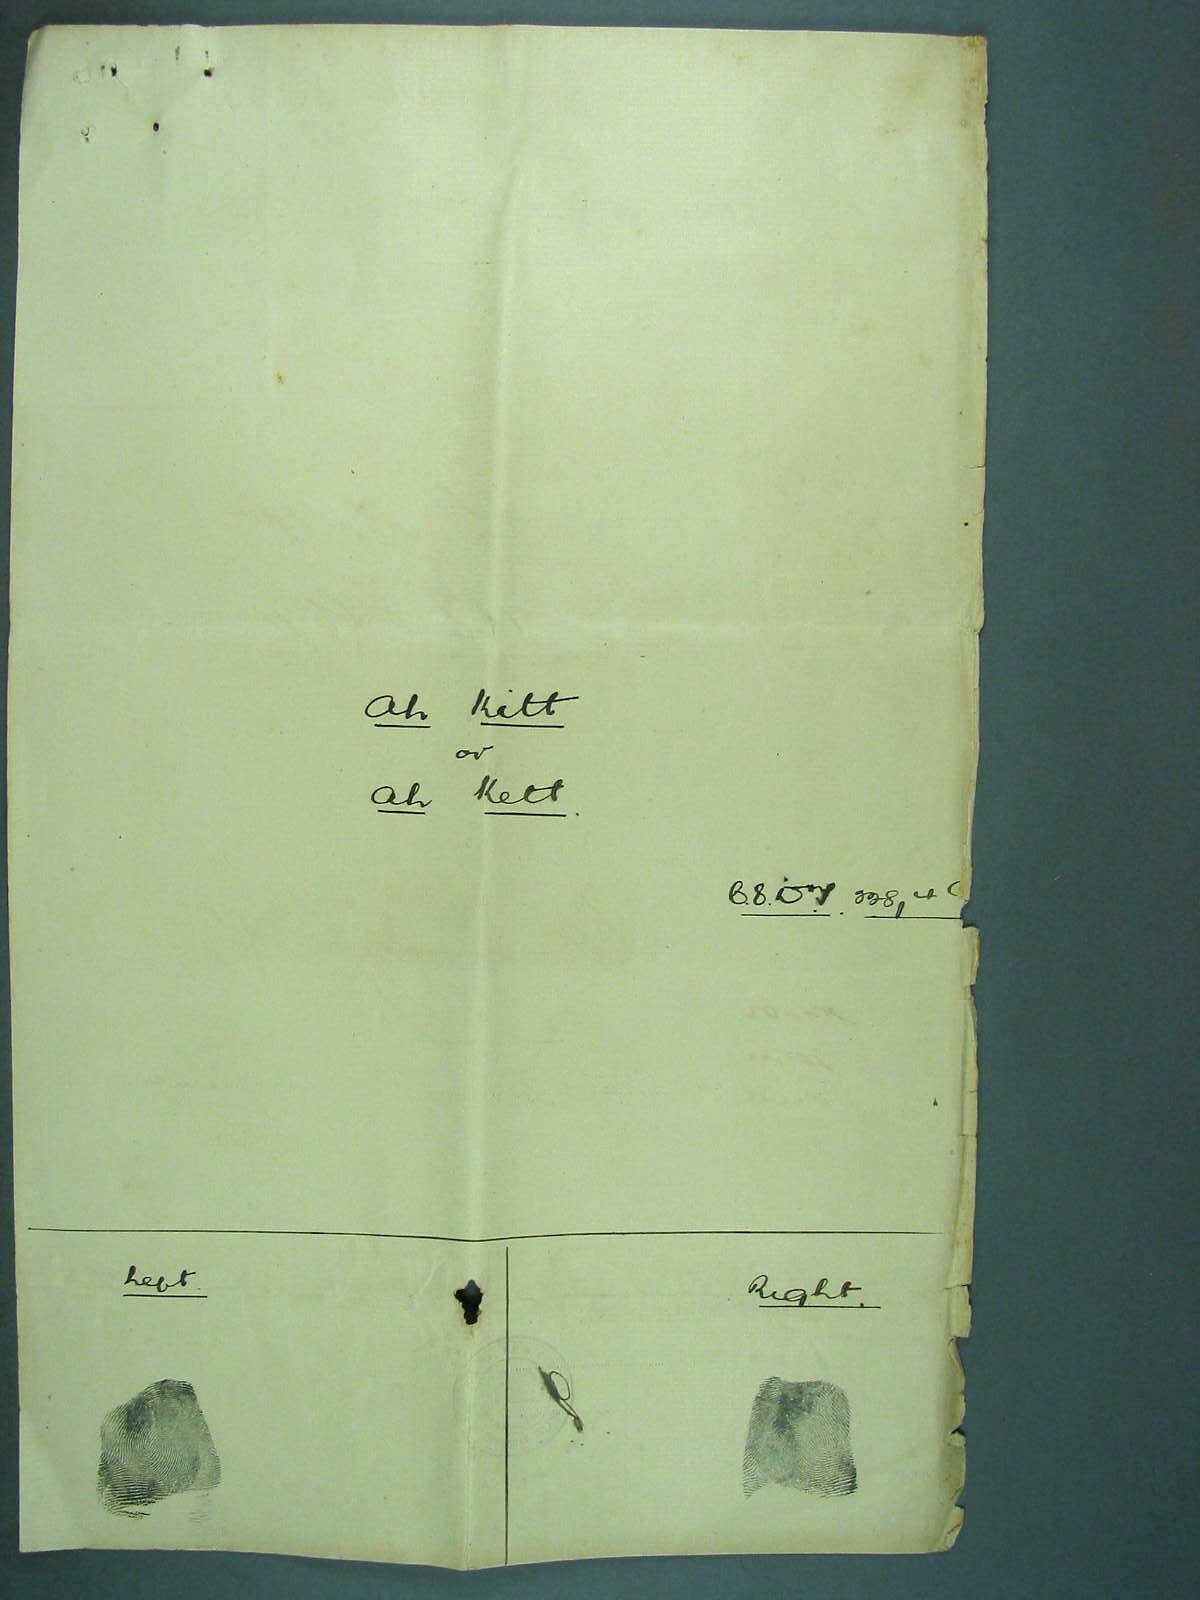 Ah Kitt
or
Ah Kett.
Left.
Right.